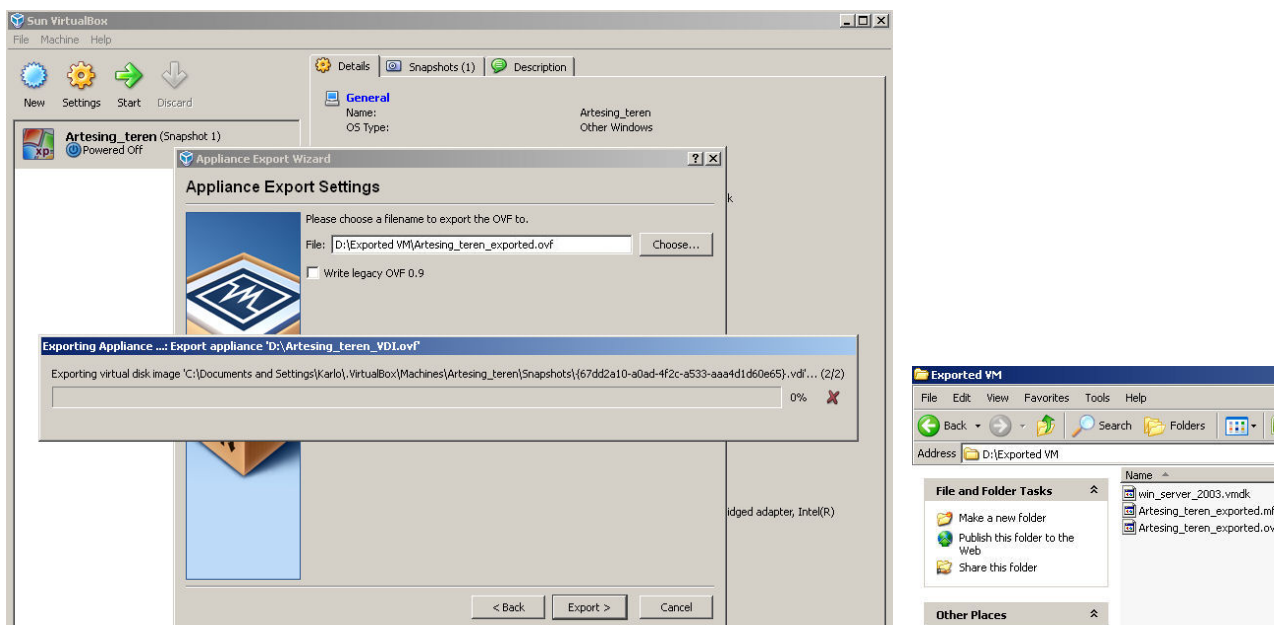 Sun VirtualBox
File Machine Help
New Settings Start Discard
Details Snapshots (1) Description
Artesing_teren (Snapshot 1)
Powered Off
General
Name: Artesing_teren
OS Type: Other Windows
Appliance Export Wizard
Appliance Export Settings
Please choose a filename to export the OVF to.
File: D:\Exported VM\Artesing_teren_exported.ovf Choose...
Write legacy OVF 0.9
k
Exporting Appliance ...: Export appliance 'D:\Artesing_teren_VDI.ovf'
Exporting virtual disk image 'C:\Documents and Settings\Karlo\.VirtualBox\Machines\Artesing_teren\Snapshots\{67dd2a10-a0ad-4f2c-a533-aaa4d1d60e65}.vdi'... (2/2)
0%
idged adapter, Intel(R)
< Back Export > Cancel
Exported VM
File Edit View Favorites Tools Help
Back Search Folders
Address D:\Exported VM
File and Folder Tasks
Make a new folder
Publish this folder to the
Web
Share this folder
Other Places
Name
win_server_2003.vmdk
Artesing_teren_exported.mf
Artesing_teren_exported.ov